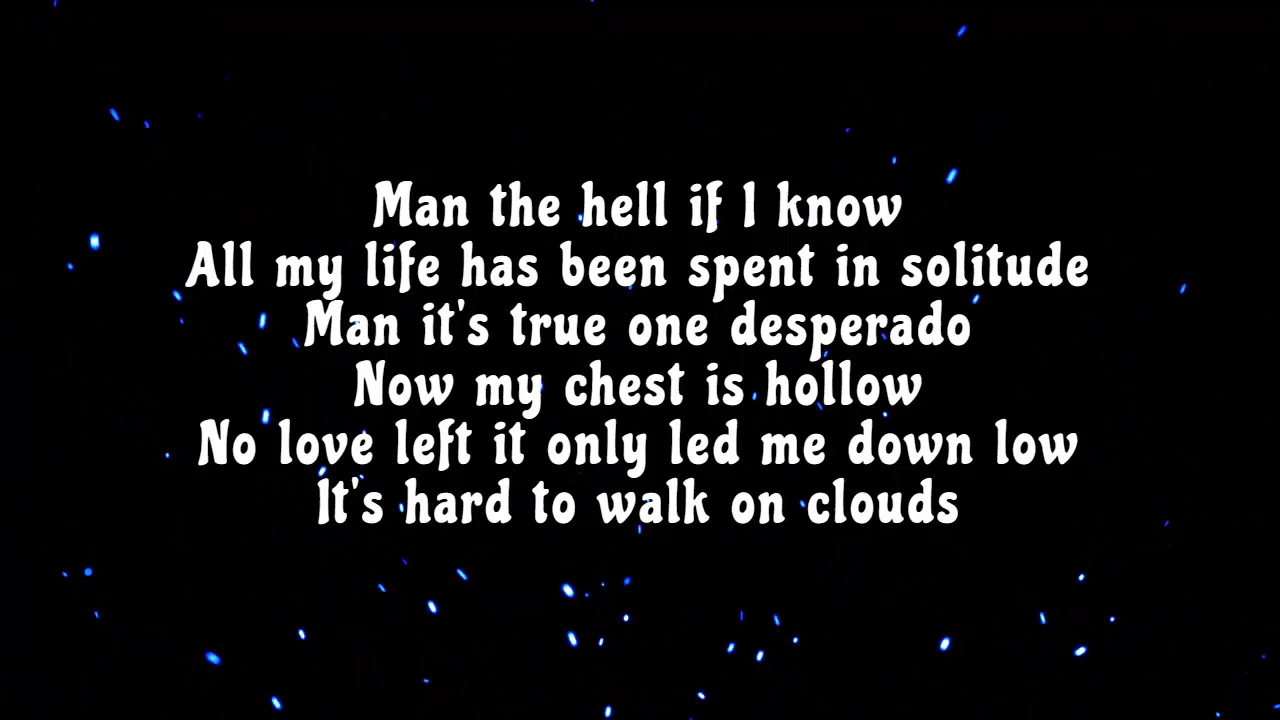 Man the hell if I know
All my life has been spent in solitude
Man it's true one desperado
Now my chest is hollow
No love left it only led me down low
It's hard to walk on clouds